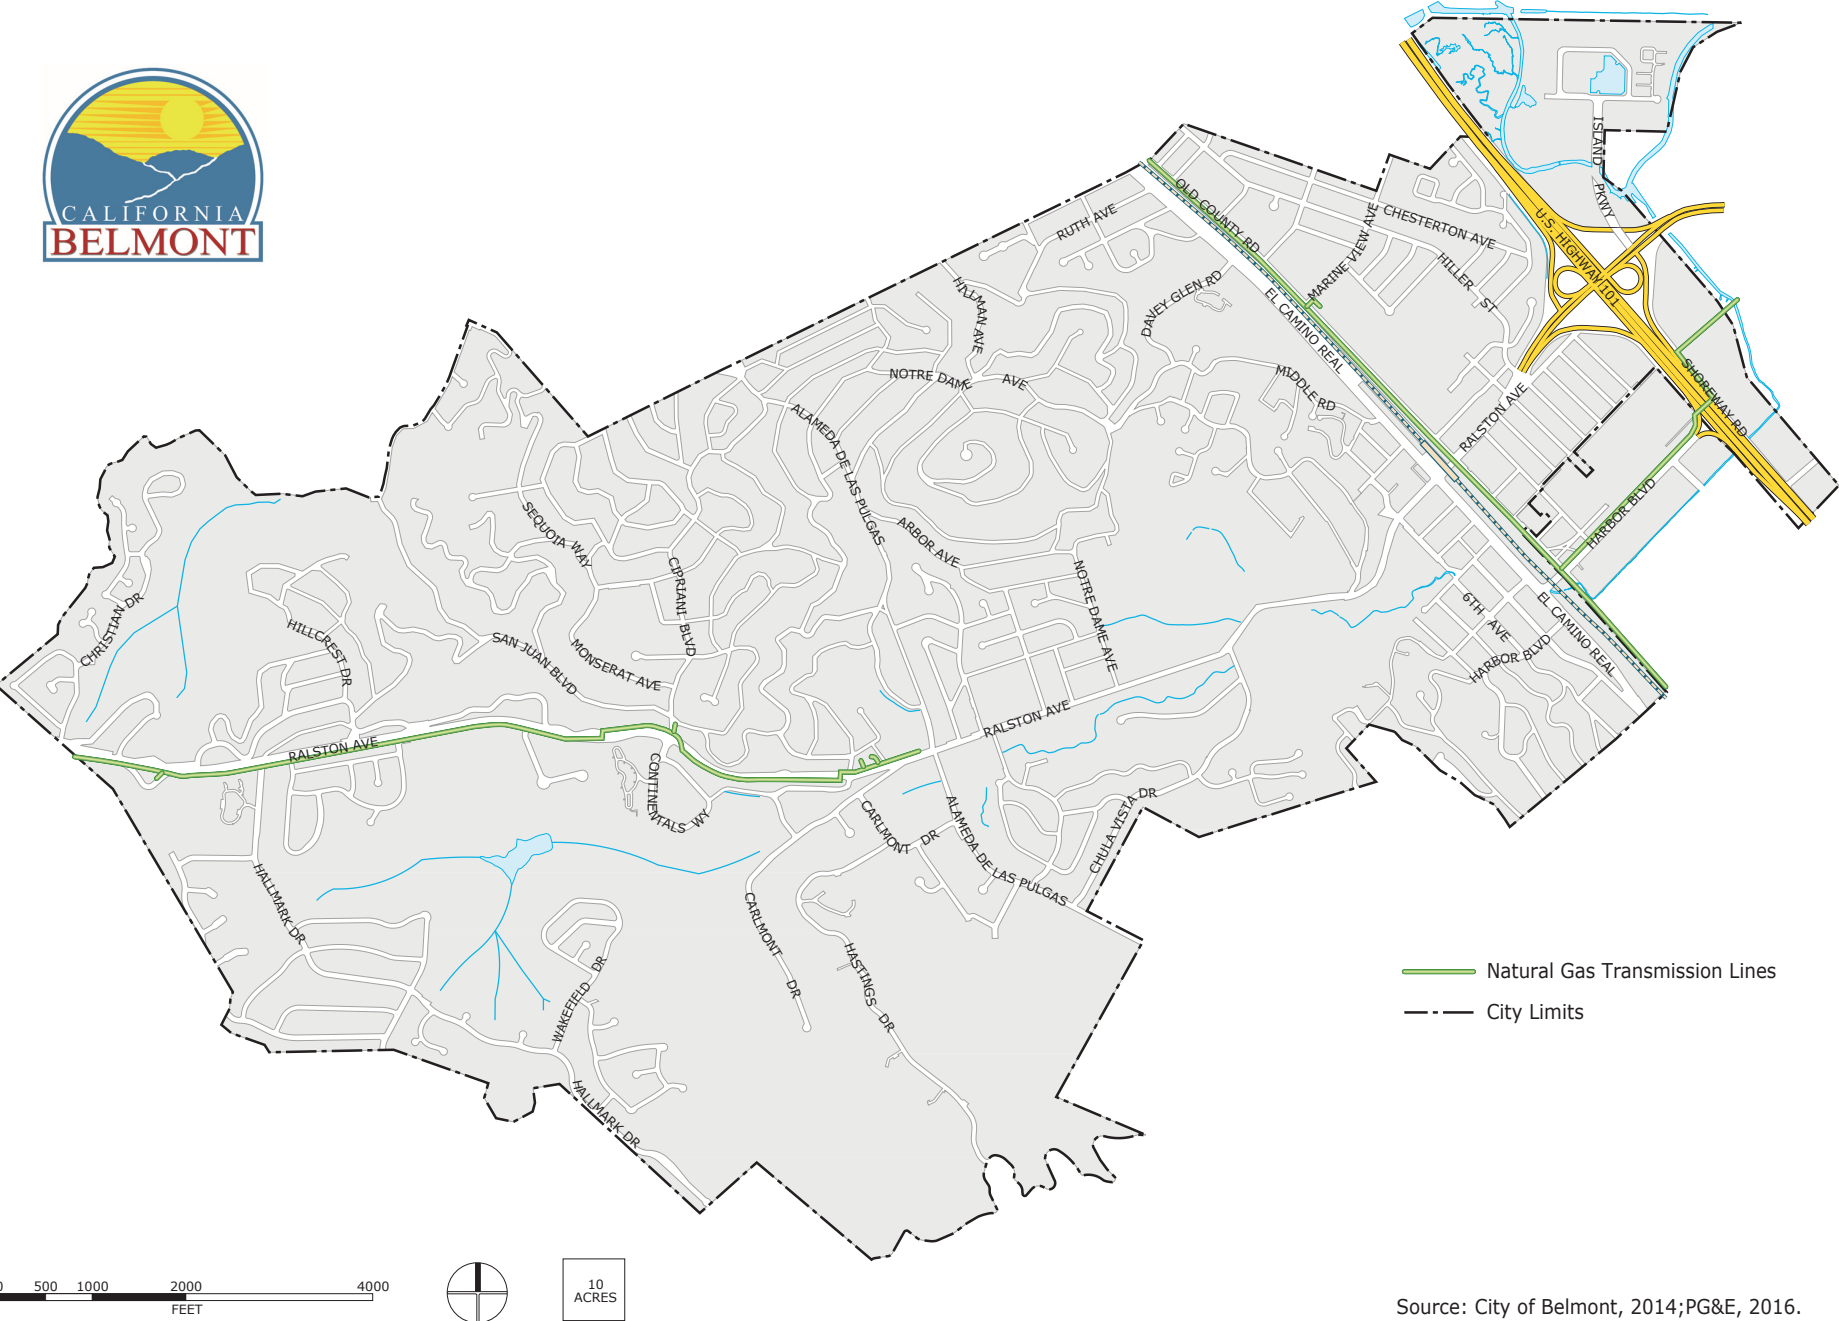 CALIFORNIA
BELMONT
ISLAND PKWY
OLD COUNTY RD
RUTH AVE
CHESTERTON AVE
MARINE VIEW AVE
U.S. HIGHWAY 101
HILLER ST
DAVEY GLEN RD
HILLMAN AVE
EL CAMINO REAL
NOTRE DAME AVE
MIDDLE RD
SHOREWAY RD
RALSTON AVE
ALAMEDA DE LAS PULGAS
HARBOR BLVD
SEQUOIA WAY
ARBOR AVE
CIPRIANI BLVD
NOTRE DAME AVE
CHRISTIAN DR
HILLCREST DR
SAN JUAN BLVD
MONSERAT AVE
6TH AVE
EL CAMINO REAL
HARBOR BLVD
RALSTON AVE
RALSTON AVE
CONTINENTALS WY
CARLMONT DR
ALAMEDA DE LAS PULGAS
CHULA VISTA DR
HALLMARK DR
CARLMONT DR
HASTINGS DR
WAKEFIELD DR
HALLMARK DR
Natural Gas Transmission Lines
City Limits
0 500 1000 2000 4000
FEET
10
ACRES
Source: City of Belmont, 2014;PG&E, 2016.